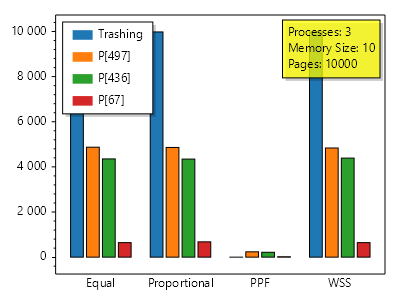 10 000
8 000
6 000
4 000
2 000
0
Trashing
P[497]
P[436]
P[67]
Processes: 3
Memory Size: 10
Pages: 10000
Equal Proportional PPF WSS